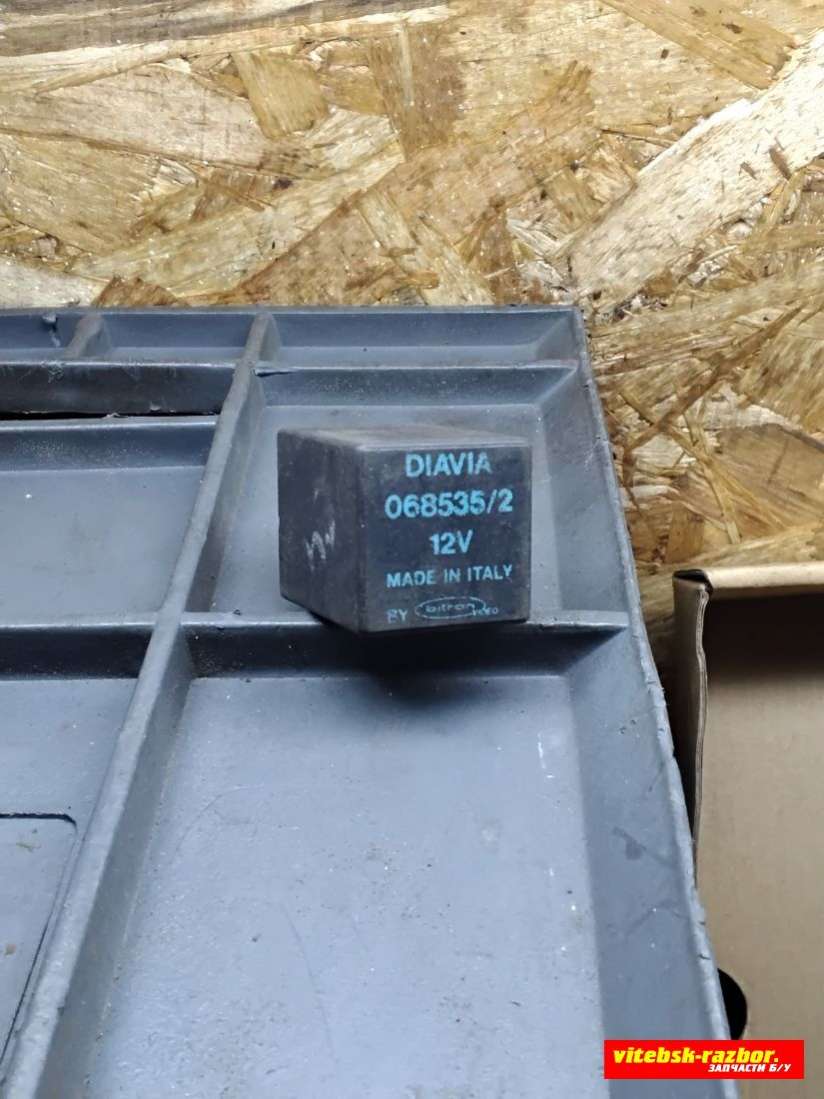 DIAVIA
068535/2
12V
MADE IN ITALY
BY bitron
vitebsk-razbor.
ЗАПЧАСТИ Б/У